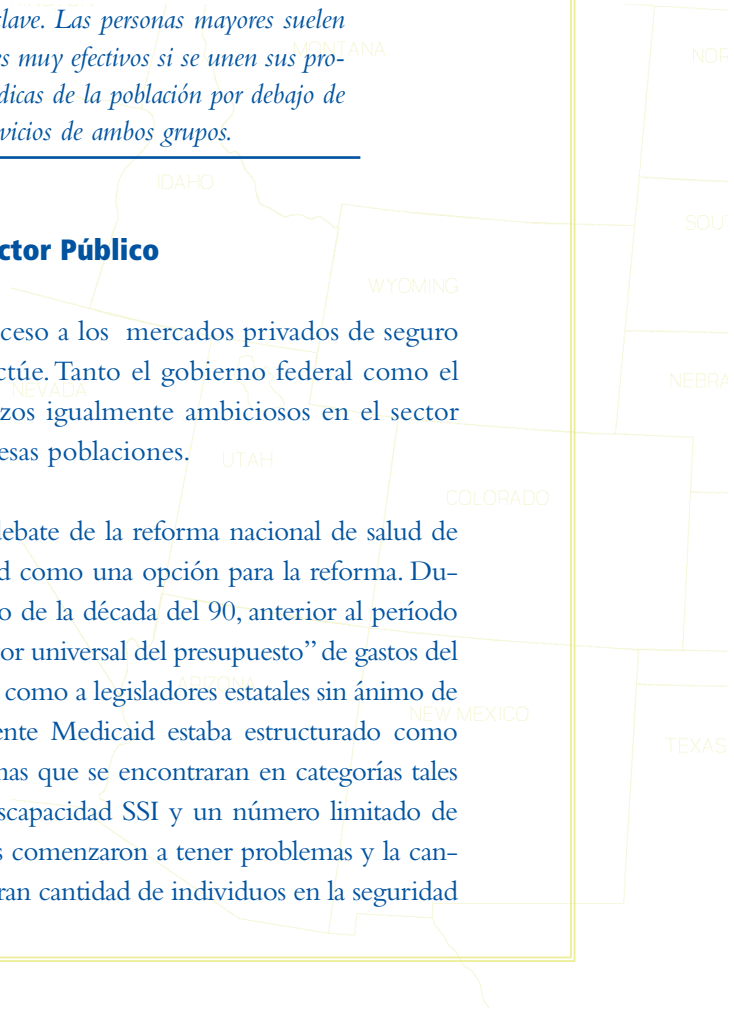 clave. Las personas mayores suelen
es muy efectivos si se unen sus pro-
dicas de la población por debajo de
vicios de ambos grupos.
ctor Público
ceso a los mercados privados de seguro
ctúe. Tanto el gobierno federal como el
zos igualmente ambiciosos en el sector
esas poblaciones.
debate de la reforma nacional de salud de
d como una opción para la reforma. Du-
o de la década del 90, anterior al período
or universal del presupuesto” de gastos del
como a legisladores estatales sin ánimo de
ente Medicaid estaba estructurado como
nas que se encontraran en categorías tales
scapacidad SSI y un número limitado de
s comenzaron a tener problemas y la can-
ran cantidad de individuos en la seguridad
MONTANA
NOR
IDAHO
SOU
WYOMING
NEVADA
NEBRA
UTAH
COLORADO
ARIZONA
NEW MEXICO
TEXAS